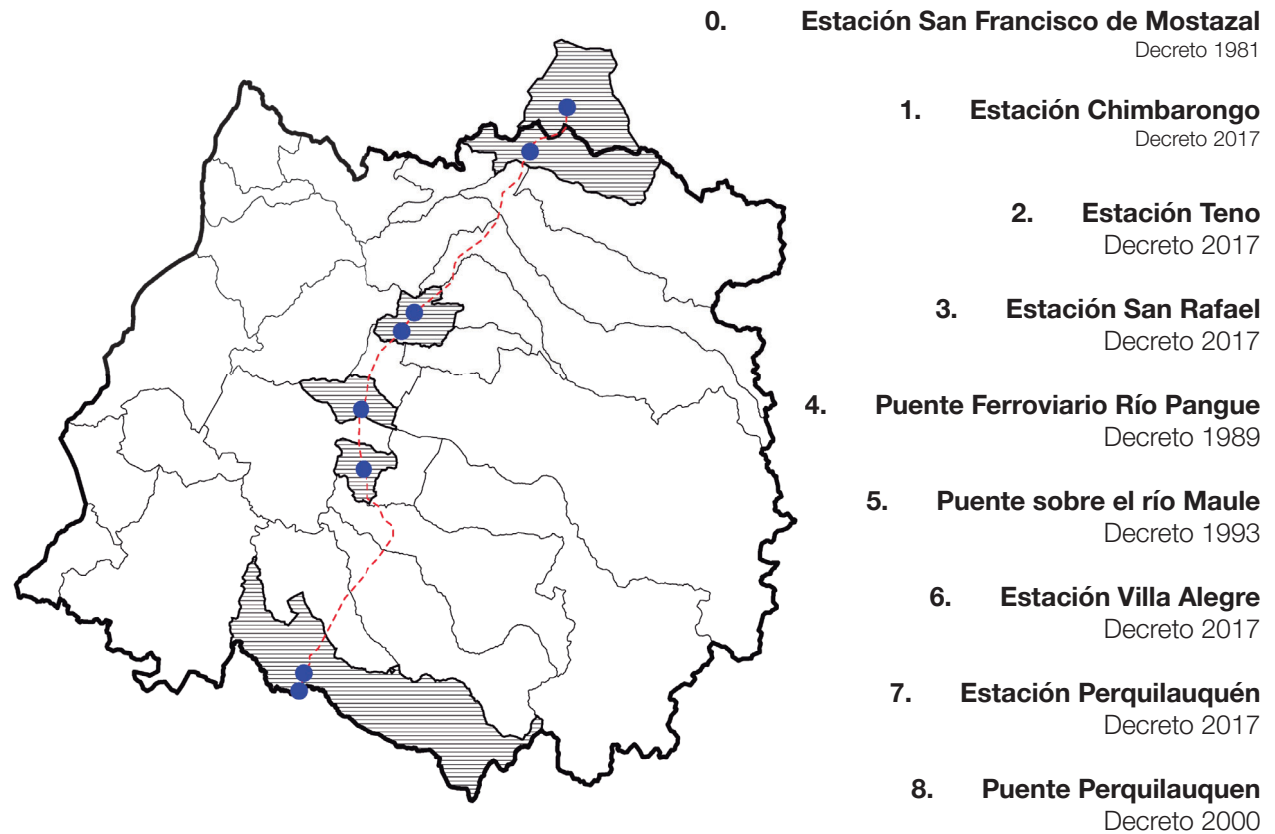 0. Estación San Francisco de Mostazal
Decreto 1981
1. Estación Chimbarongo
Decreto 2017
2. Estación Teno
Decreto 2017
3. Estación San Rafael
Decreto 2017
4. Puente Ferroviario Río Pangue
Decreto 1989
5. Puente sobre el río Maule
Decreto 1993
6. Estación Villa Alegre
Decreto 2017
7. Estación Perquilauquén
Decreto 2017
8. Puente Perquilauquen
Decreto 2000